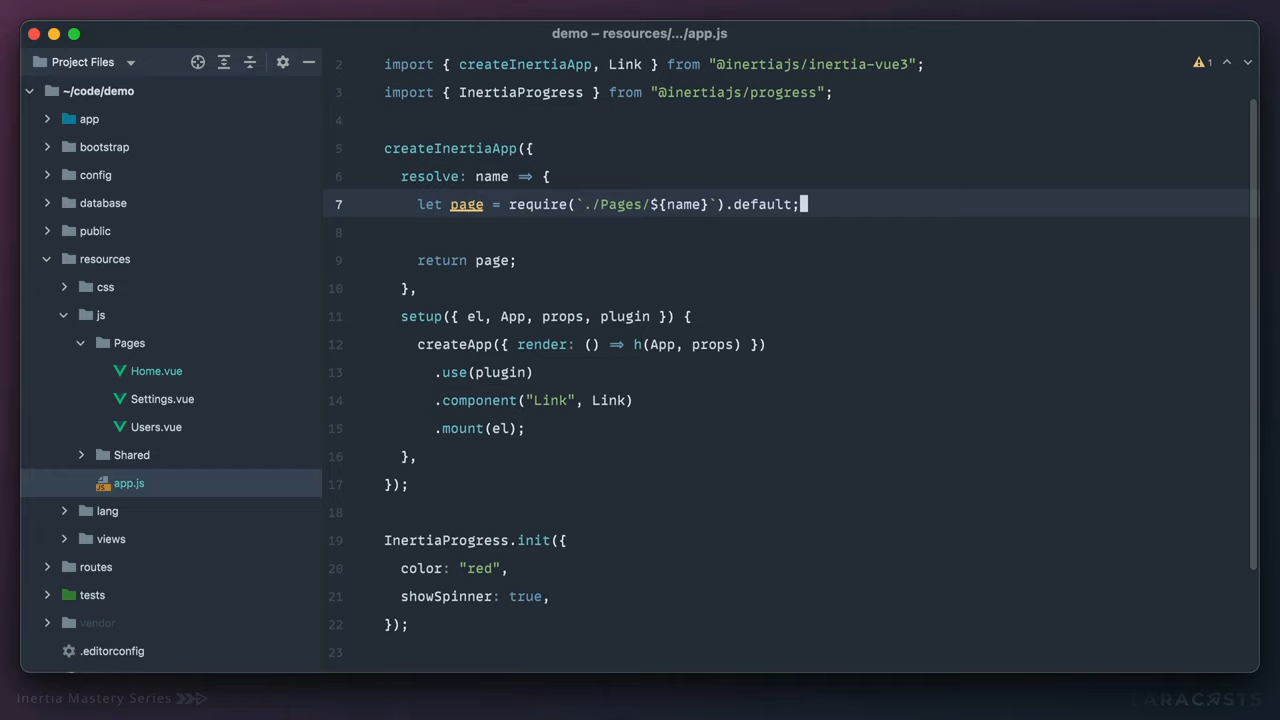 demo – resources/.../app.js
Project Files
~/code/demo
app
bootstrap
config
database
public
resources
css
js
Pages
Home.vue
Settings.vue
Users.vue
Shared
app.js
lang
views
routes
tests
vendor
.editorconfig
2 import { createInertiaApp, Link } from "@inertiajs/inertia-vue3";
3 import { InertiaProgress } from "@inertiajs/progress";
4
5 createInertiaApp({
6 resolve: name => {
7 let page = require(`./Pages/${name}`).default;
8
9 return page;
10 },
11 setup({ el, App, props, plugin }) {
12 createApp({ render: () => h(App, props) })
13 .use(plugin)
14 .component("Link", Link)
15 .mount(el);
16 },
17 });
18
19 InertiaProgress.init({
20 color: "red",
21 showSpinner: true,
22 });
23
1
Inertia Mastery Series
LARACASTS